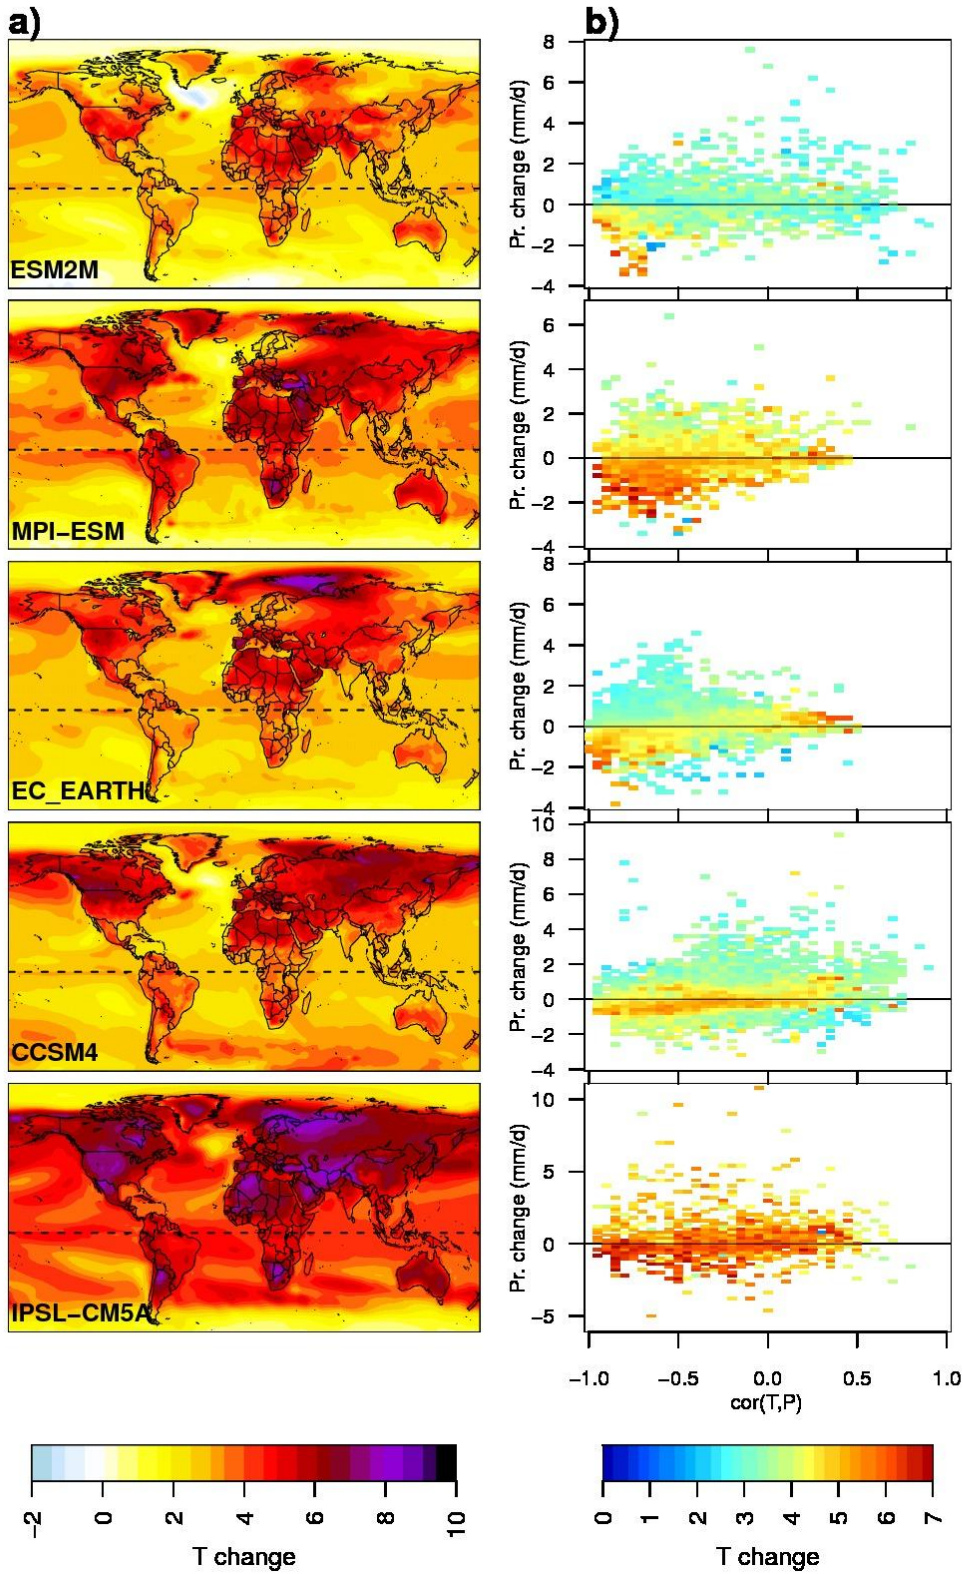 a)
b)
ESM2M
MPI−ESM
EC_EARTH
CCSM4
IPSL−CM5A
Pr. change (mm/d)
8
6
4
2
0
−2
−4
Pr. change (mm/d)
6
4
2
0
−2
−4
Pr. change (mm/d)
8
6
4
2
0
−2
−4
Pr. change (mm/d)
10
8
6
4
2
0
−2
−4
Pr. change (mm/d)
10
5
0
−5
−1.0 −0.5 0.0 0.5 1.0
cor(T,P)
−2 0 2 4 6 8 10
T change
0 1 2 3 4 5 6 7
T change